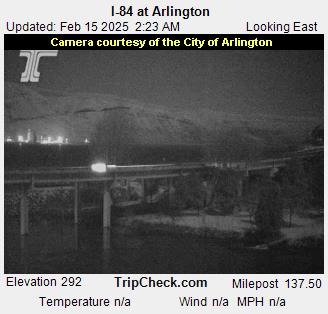 I-84 at Arlington
Updated: Feb 15 2025 2:23 AM Looking East
Camera courtesy of the City of Arlington
Elevation 292 TripCheck.com Milepost 137.50
Temperature n/a Wind n/a MPH n/a